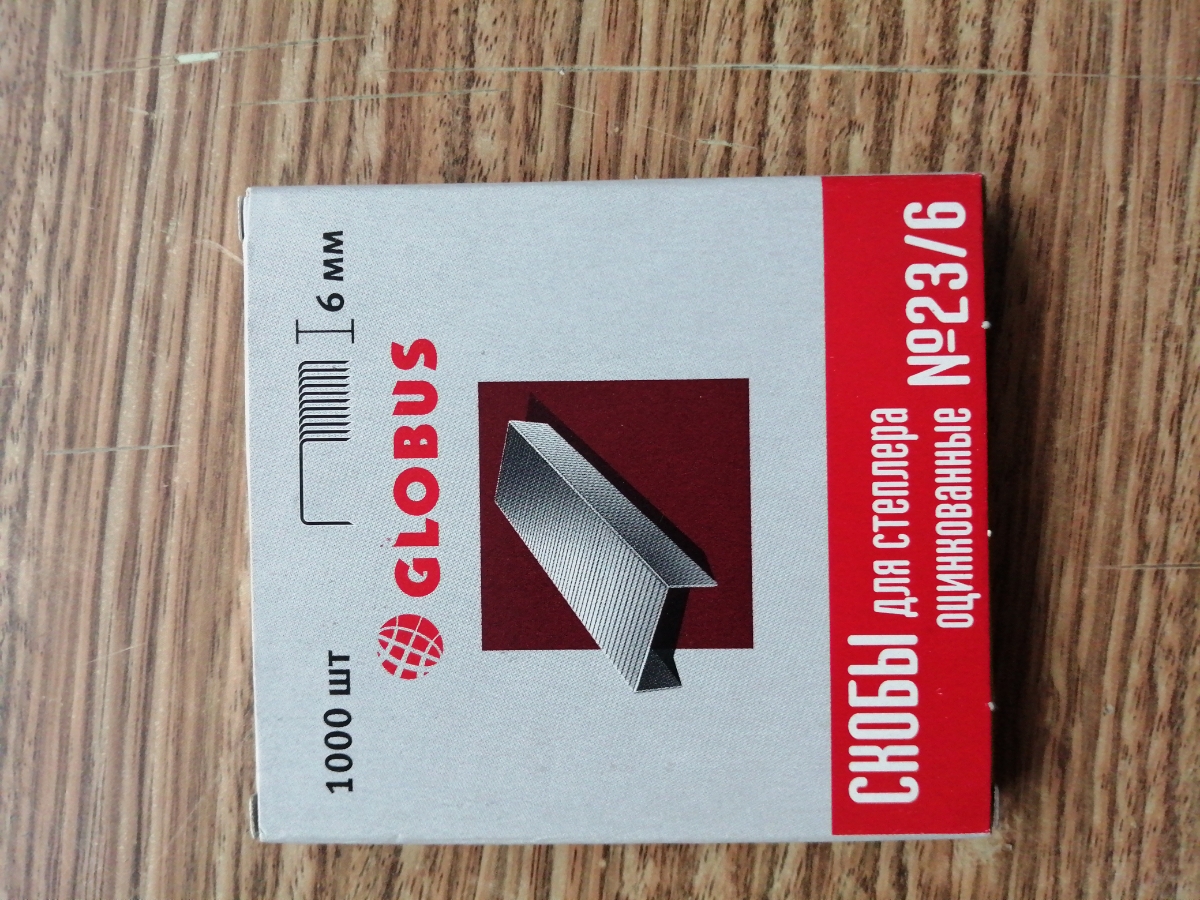 1000 шт
6 мм
GLOBUS
СКОБЫ для степлера
оцинкованные №23/6